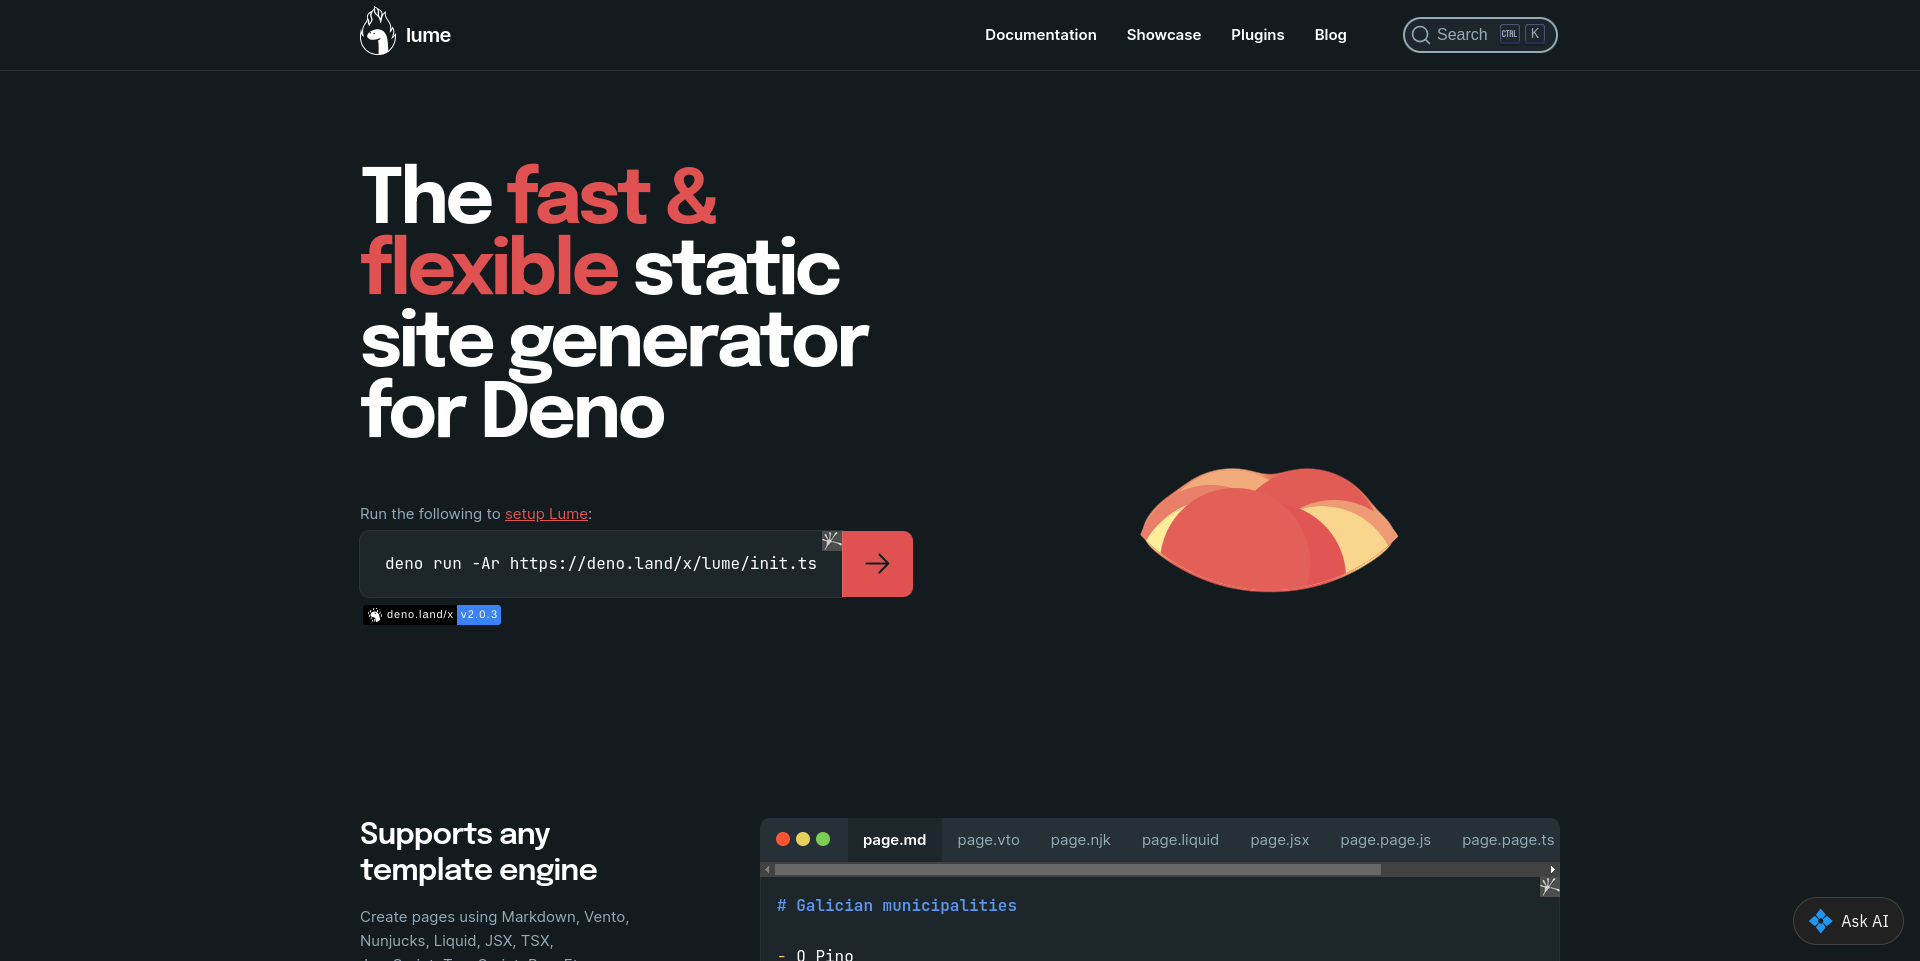 lume
Documentation Showcase Plugins Blog
Search CTRL K
The fast &
flexible static
site generator
for Deno
Run the following to setup Lume:
deno run -Ar https://deno.land/x/lume/init.ts
deno.land/x v2.0.3
Supports any
template engine
Create pages using Markdown, Vento,
Nunjucks, Liquid, JSX, TSX,
page.md page.vto page.njk page.liquid page.jsx page.page.js page.page.ts
# Galician municipalities
- O Pino
Ask AI